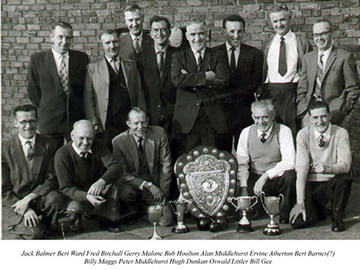 Jack Balmer Bert Ward Fred Birchall Gerry Malone Bob Hoolton Alan Middlehurst Ervine Atherton Bert Barnes(?)
Billy Maggs Peter Middlehurst Hugh Dunkan Oswald Littler Bill Gee